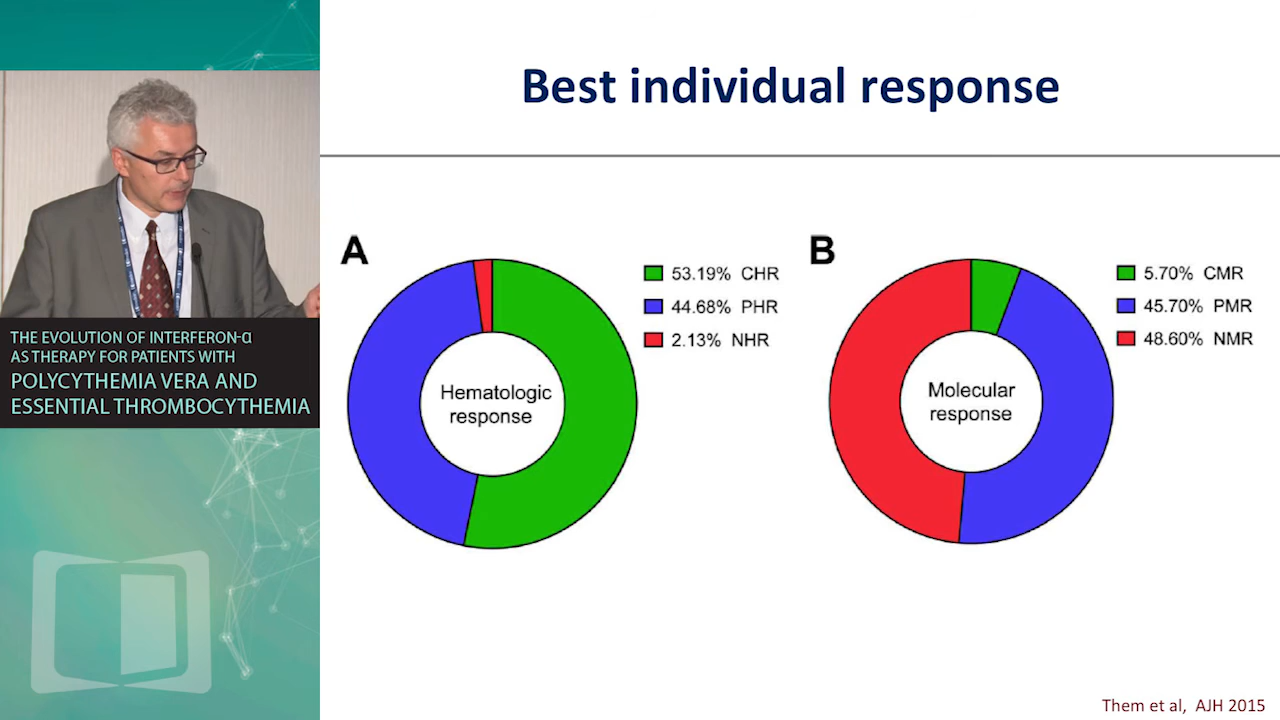 Best individual response
A
53.19% CHR
44.68% PHR
2.13% NHR
Hematologic
response
B
5.70% CMR
45.70% PMR
48.60% NMR
Molecular
response
THE EVOLUTION OF INTERFERON-α
AS THERAPY FOR PATIENTS WITH
POLYCYTHEMIA VERA AND
ESSENTIAL THROMBOCYTHEMIA
Them et al, AJH 2015